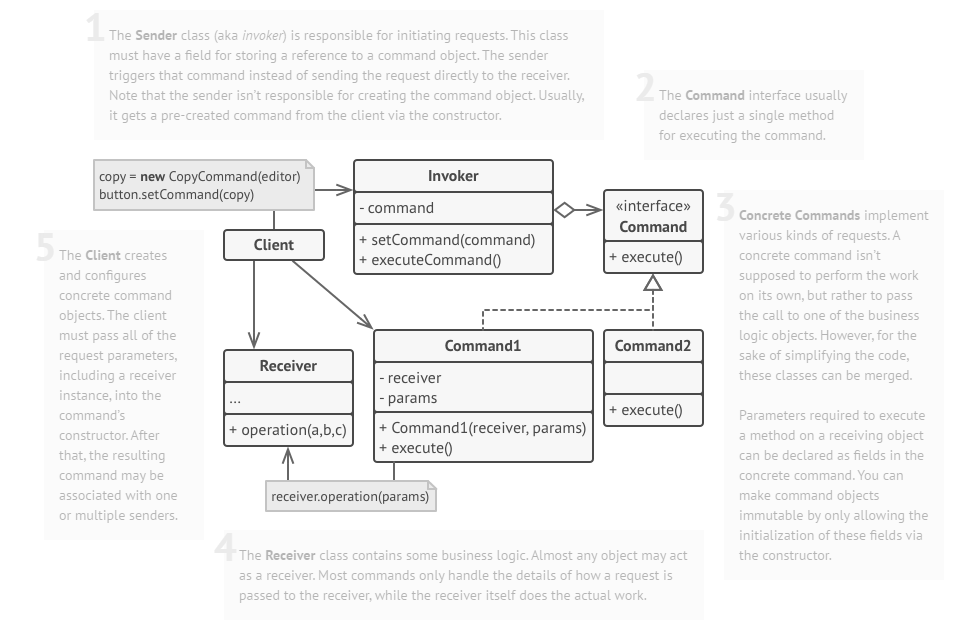 1
The Sender class (aka invoker) is responsible for initiating requests. This class
must have a field for storing a reference to a command object. The sender
triggers that command instead of sending the request directly to the receiver.
Note that the sender isn't responsible for creating the command object. Usually,
it gets a pre-created command from the client via the constructor.
2
The Command interface usually
declares just a single method
for executing the command.
copy = new CopyCommand(editor)
button.setCommand(copy)
Client
Invoker
- command
+ setCommand(command)
+ executeCommand()
«interface»
Command
+ execute()
3
Concrete Commands implement
various kinds of requests. A
concrete command isn't
supposed to perform the work
on its own, but rather to pass
the call to one of the business
logic objects. However, for the
sake of simplifying the code,
these classes can be merged.
Parameters required to execute
a method on a receiving object
can be declared as fields in the
concrete command. You can
make command objects
immutable by only allowing the
initialization of these fields via
the constructor.
5
The Client creates
and configures
concrete command
objects. The client
must pass all of the
request parameters,
including a receiver
instance, into the
command's
constructor. After
that, the resulting
command may be
associated with one
or multiple senders.
Receiver
...
+ operation(a,b,c)
Command1
- receiver
- params
+ Command1(receiver, params)
+ execute()
Command2
+ execute()
receiver.operation(params)
4
The Receiver class contains some business logic. Almost any object may act
as a receiver. Most commands only handle the details of how a request is
passed to the receiver, while the receiver itself does the actual work.